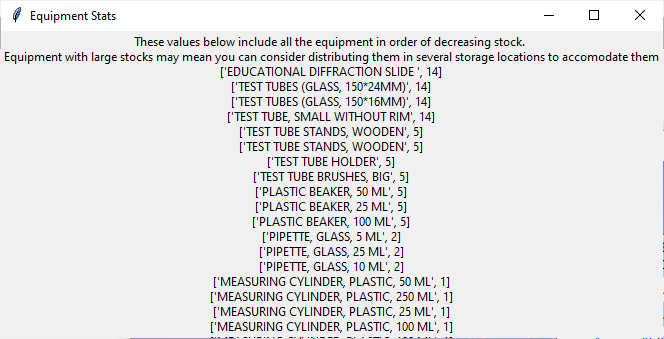 Equipment Stats
These values below include all the equipment in order of decreasing stock.
Equipment with large stocks may mean you can consider distributing them in several storage locations to accomodate them
['EDUCATIONAL DIFFRACTION SLIDE ', 14]
['TEST TUBES (GLASS, 150*24MM)', 14]
['TEST TUBES (GLASS, 150*16MM)', 14]
['TEST TUBE, SMALL WITHOUT RIM', 14]
['TEST TUBE STANDS, WOODEN', 5]
['TEST TUBE STANDS, WOODEN', 5]
['TEST TUBE HOLDER', 5]
['TEST TUBE BRUSHES, BIG', 5]
['PLASTIC BEAKER, 50 ML', 5]
['PLASTIC BEAKER, 25 ML', 5]
['PLASTIC BEAKER, 100 ML', 5]
['PIPETTE, GLASS, 5 ML', 2]
['PIPETTE, GLASS, 25 ML', 2]
['PIPETTE, GLASS, 10 ML', 2]
['MEASURING CYLINDER, PLASTIC, 50 ML', 1]
['MEASURING CYLINDER, PLASTIC, 250 ML', 1]
['MEASURING CYLINDER, PLASTIC, 25 ML', 1]
['MEASURING CYLINDER, PLASTIC, 100 ML', 1]